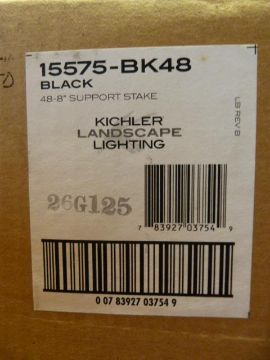 15575-BK48
BLACK
48-8" SUPPORT STAKE
KICHLER
LANDSCAPE
LIGHTING
LB REV B
26G125
7 83927 03754 9
0 07 83927 03754 9